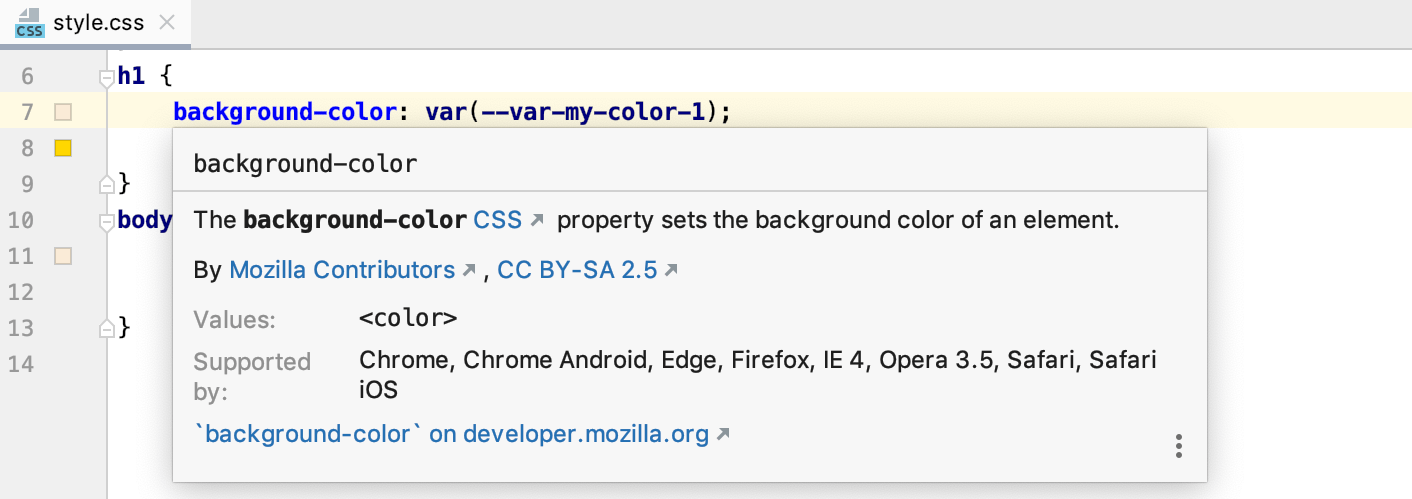 CSS style.css
6 h1 {
7 background-color: var(--var-my-color-1);
8
9 }
10 body
11
12
13 }
14
background-color
The background-color CSS property sets the background color of an element.
By Mozilla Contributors , CC BY-SA 2.5
Values: <color>
Supported by: Chrome, Chrome Android, Edge, Firefox, IE 4, Opera 3.5, Safari, Safari iOS
`background-color` on developer.mozilla.org